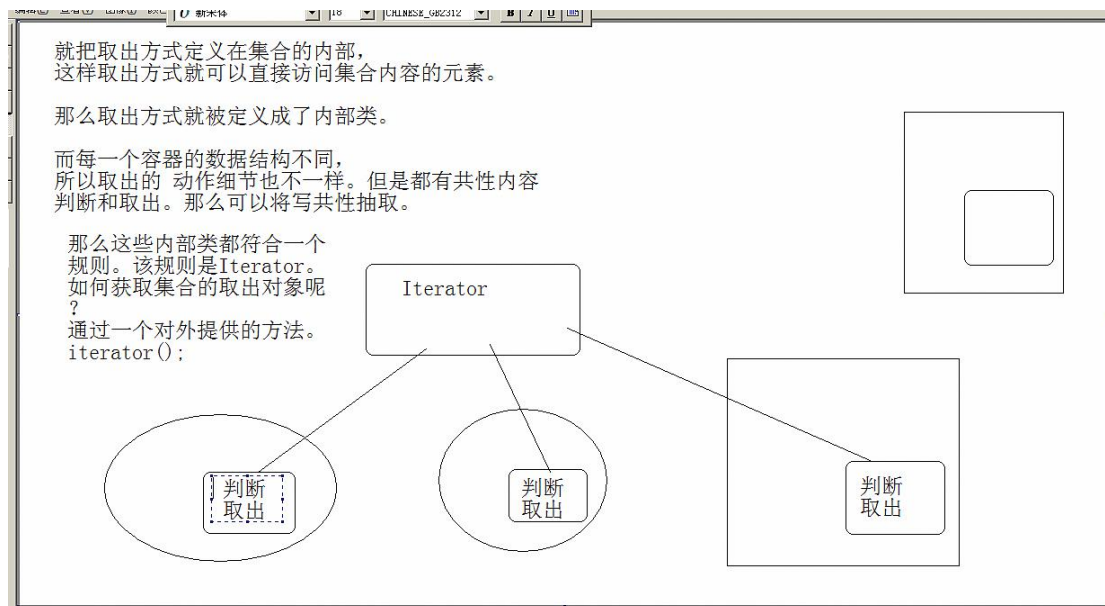 新宋体
18
CHINESE_GB2312
B
I
U
就把取出方式定义在集合的内部，
这样取出方式就可以直接访问集合内容的元素。
那么取出方式就被定义成了内部类。
而每一个容器的数据结构不同，
所以取出的 动作细节也不一样。但是都有共性内容
判断和取出。那么可以将写共性抽取。
那么这些内部类都符合一个
规则。该规则是Iterator。
如何获取集合的取出对象呢
？
通过一个对外提供的方法。
iterator();
Iterator
判断
取出
判断
取出
判断
取出